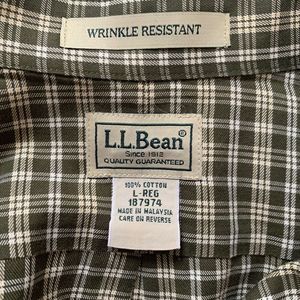 WRINKLE RESISTANT
L.L.Bean®
Since 1912
QUALITY GUARANTEED
100% COTTON
L-REG
187974
MADE IN MALAYSIA
CARE ON REVERSE